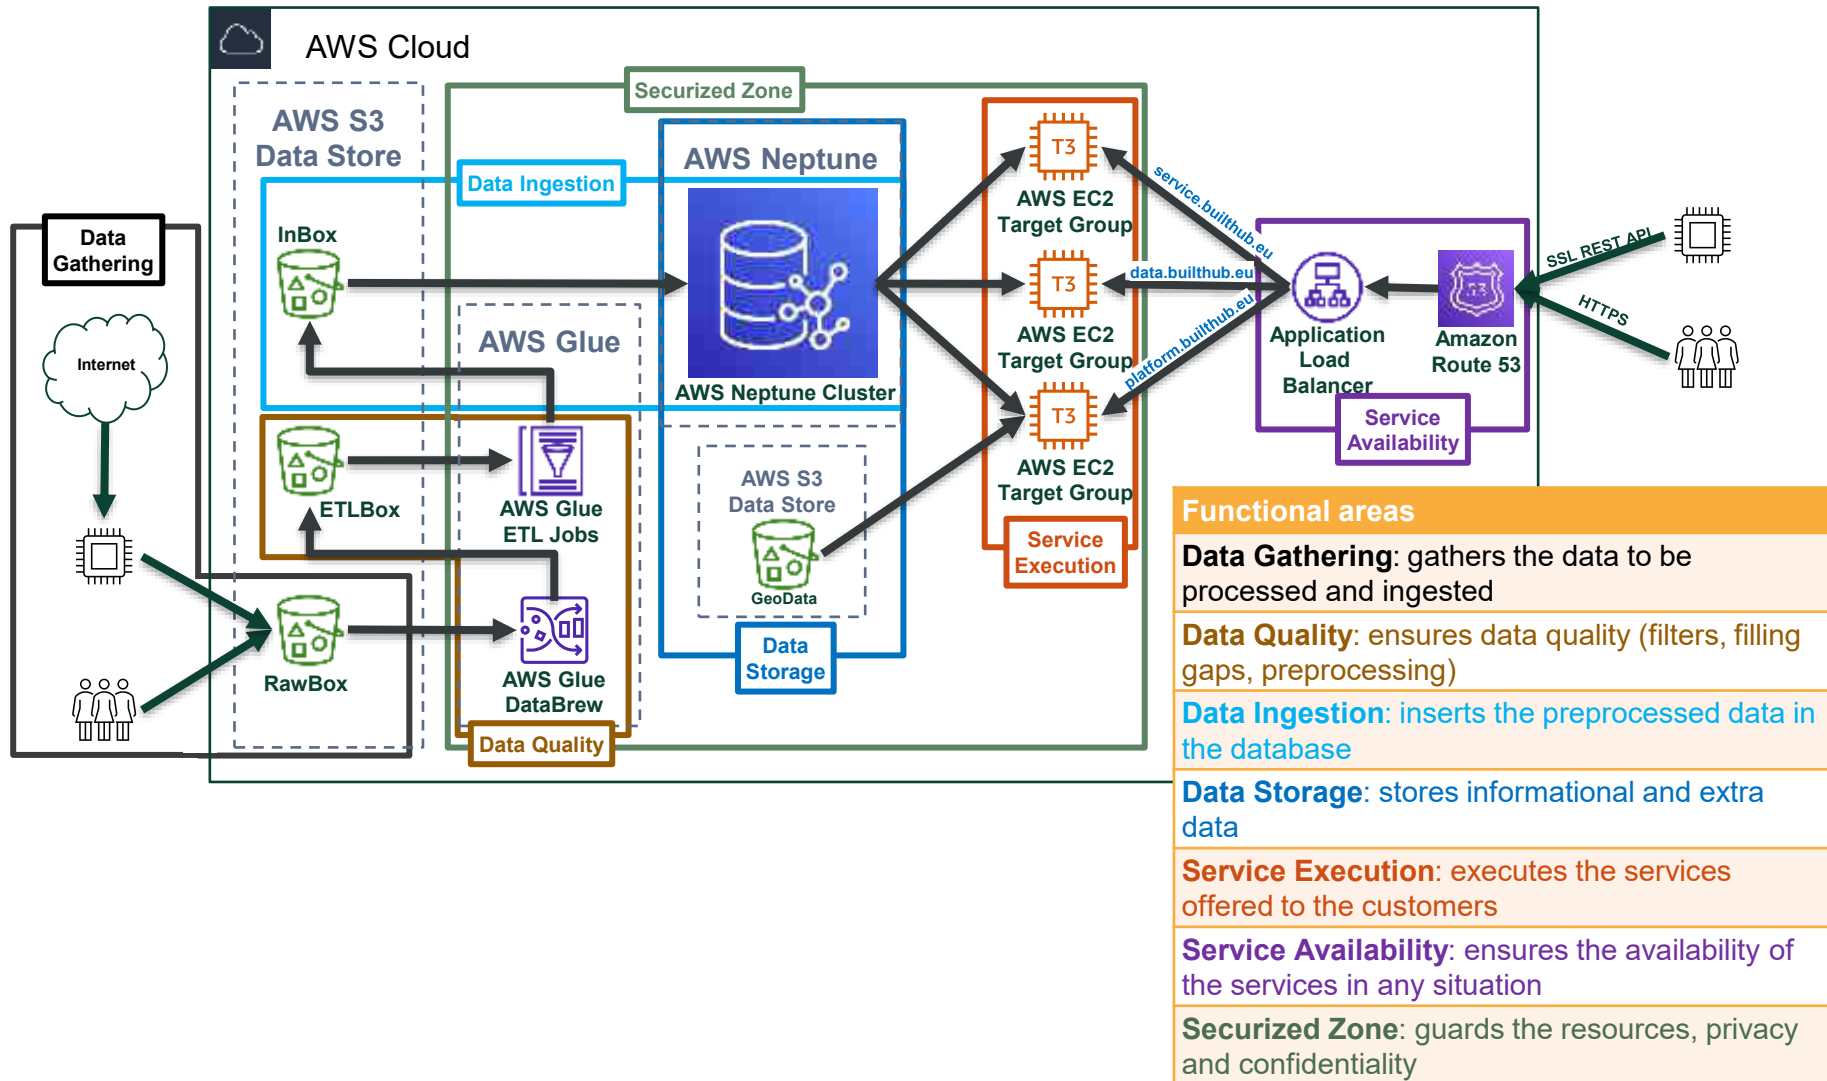 AWS Cloud
Securized Zone
AWS S3
Data Store
Data Ingestion
AWS Neptune
T3
AWS EC2
Target Group
service.builthub.eu
Data
Gathering
InBox
AWS Neptune Cluster
T3
AWS EC2
Target Group
data.builthub.eu
Application
Load
Balancer
T3
Amazon
Route 53
SSL REST API
HTTPS
Internet
AWS Glue
platform.builthub.eu
T3
AWS EC2
Target Group
Service
Availability
ETLBox
AWS Glue
ETL Jobs
AWS S3
Data Store
GeoData
Service
Execution
RawBox
AWS Glue
DataBrew
Data
Storage
Data Quality
Functional areas
Data Gathering: gathers the data to be
processed and ingested
Data Quality: ensures data quality (filters, filling
gaps, preprocessing)
Data Ingestion: inserts the preprocessed data in
the database
Data Storage: stores informational and extra
data
Service Execution: executes the services
offered to the customers
Service Availability: ensures the availability of
the services in any situation
Securized Zone: guards the resources, privacy
and confidentiality